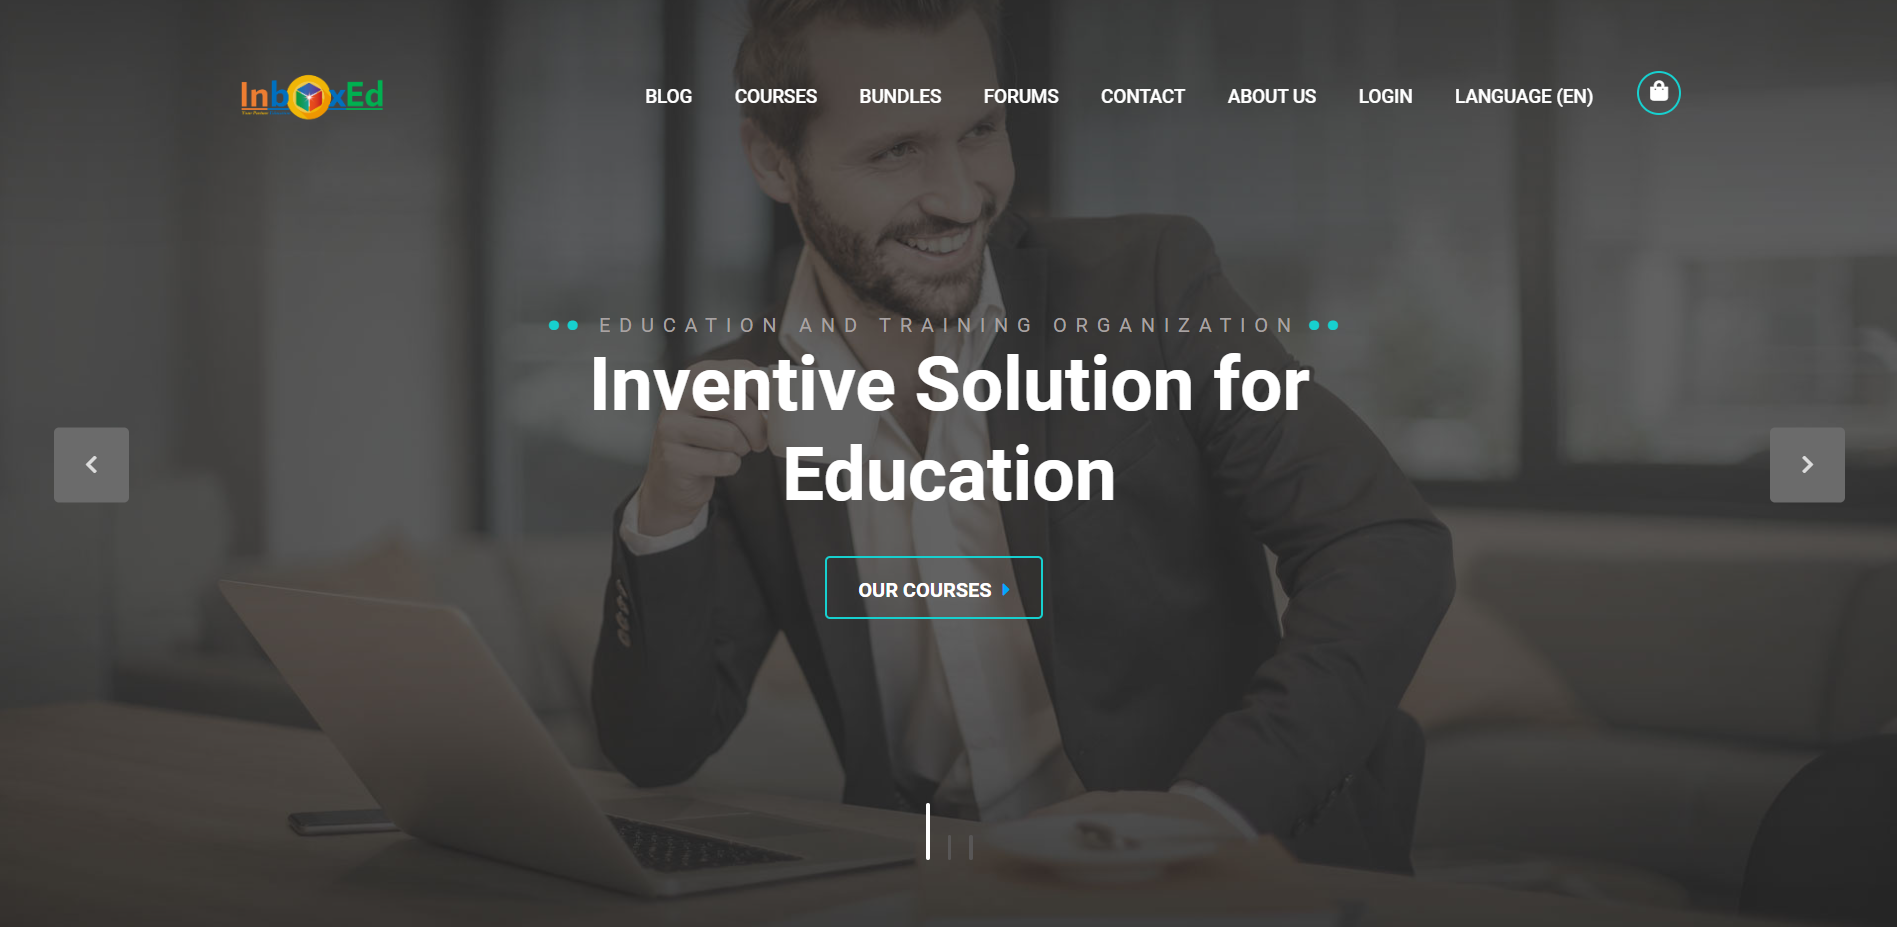 InboxEd
BLOG
COURSES
BUNDLES
FORUMS
CONTACT
ABOUT US
LOGIN
LANGUAGE (EN)
EDUCATION AND TRAINING ORGANIZATION
Inventive Solution for
Education
OUR COURSES